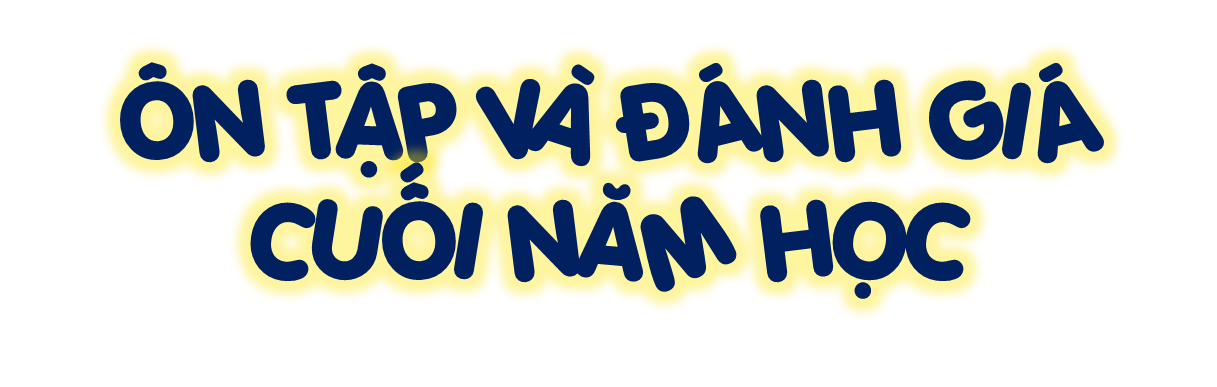 ÔN TẬP VÀ ĐÁNH GIÁ
CUỐI NĂM HỌC